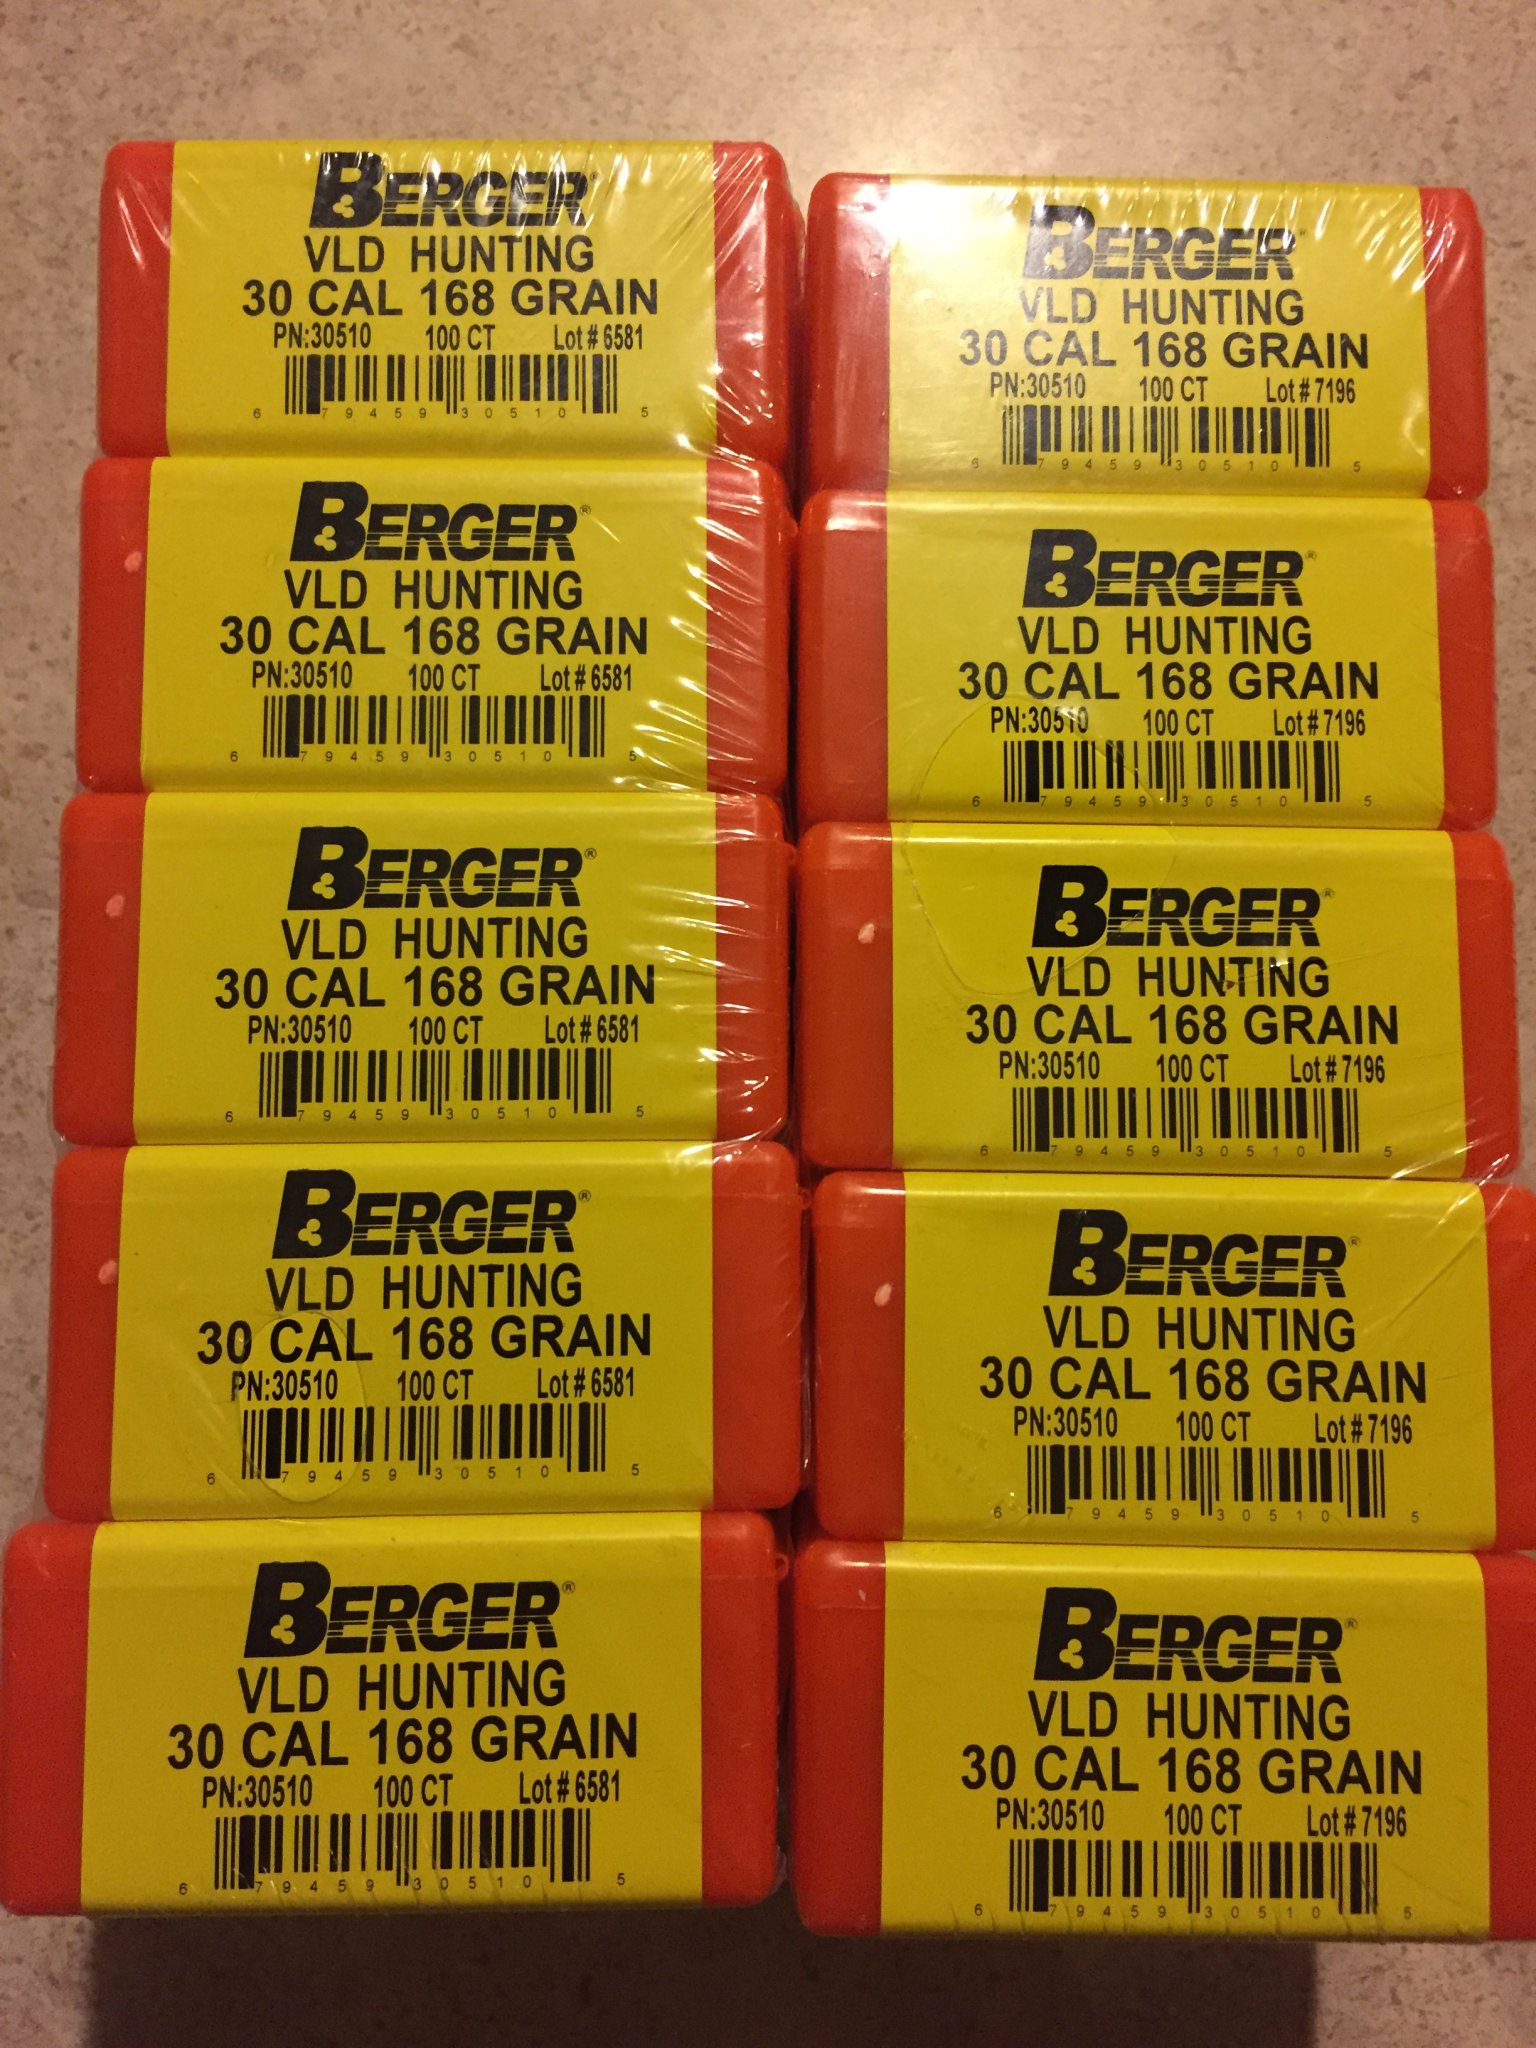 BERGER®
VLD HUNTING
30 CAL 168 GRAIN
PN:30510 100 CT Lot # 6581
6 79459 30510 5
BERGER®
VLD HUNTING
30 CAL 168 GRAIN
PN:30510 100 CT Lot # 6581
6 79459 30510 5
BERGER®
VLD HUNTING
30 CAL 168 GRAIN
PN:30510 100 CT Lot # 6581
6 79459 30510 5
BERGER®
VLD HUNTING
30 CAL 168 GRAIN
PN:30510 100 CT Lot # 6581
6 79459 30510 5
BERGER®
VLD HUNTING
30 CAL 168 GRAIN
PN:30510 100 CT Lot # 6581
6 79459 30510 5
BERGER®
VLD HUNTING
30 CAL 168 GRAIN
PN:30510 100 CT Lot # 7196
6 79459 30510 5
BERGER®
VLD HUNTING
30 CAL 168 GRAIN
PN:30510 100 CT Lot # 7196
6 79459 30510 5
BERGER®
VLD HUNTING
30 CAL 168 GRAIN
PN:30510 100 CT Lot # 7196
6 79459 30510 5
BERGER®
VLD HUNTING
30 CAL 168 GRAIN
PN:30510 100 CT Lot # 7196
6 79459 30510 5
BERGER®
VLD HUNTING
30 CAL 168 GRAIN
PN:30510 100 CT Lot # 7196
6 79459 30510 5